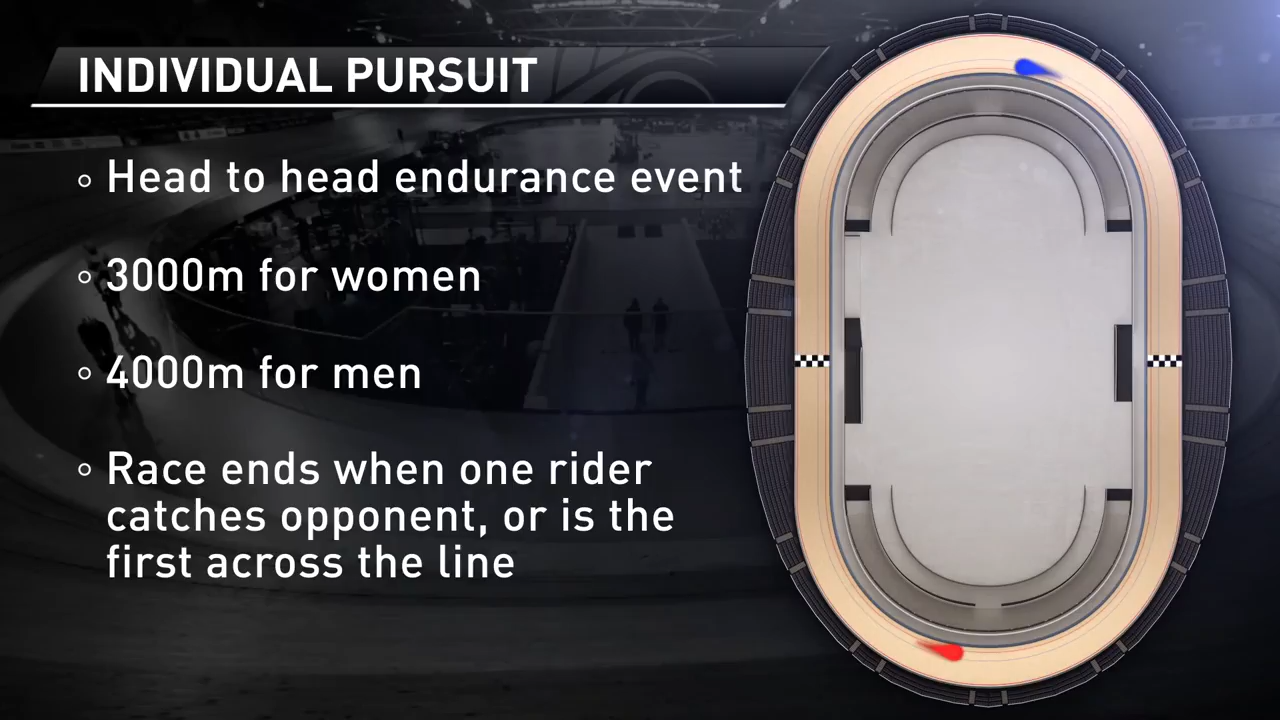 INDIVIDUAL PURSUIT
Head to head endurance event
3000m for women
4000m for men
Race ends when one rider
catches opponent, or is the
first across the line